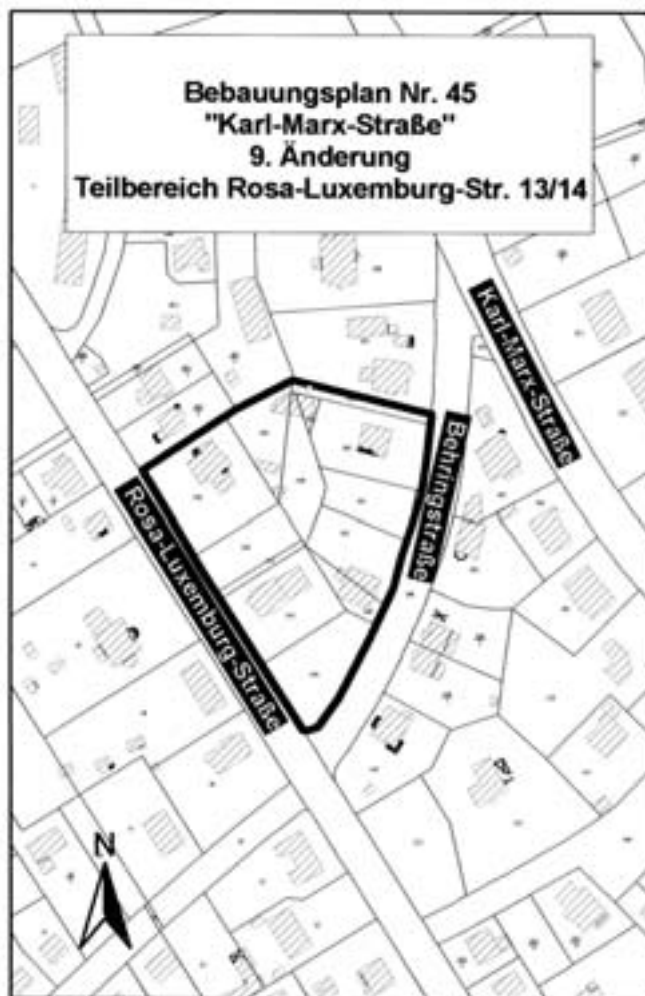 Bebauungsplan Nr. 45
"Karl-Marx-Straße"
9. Änderung
Teilbereich Rosa-Luxemburg-Str. 13/14
Karl-Marx-Straße
Behringstraße
Rosa-Luxemburg-Straße
N